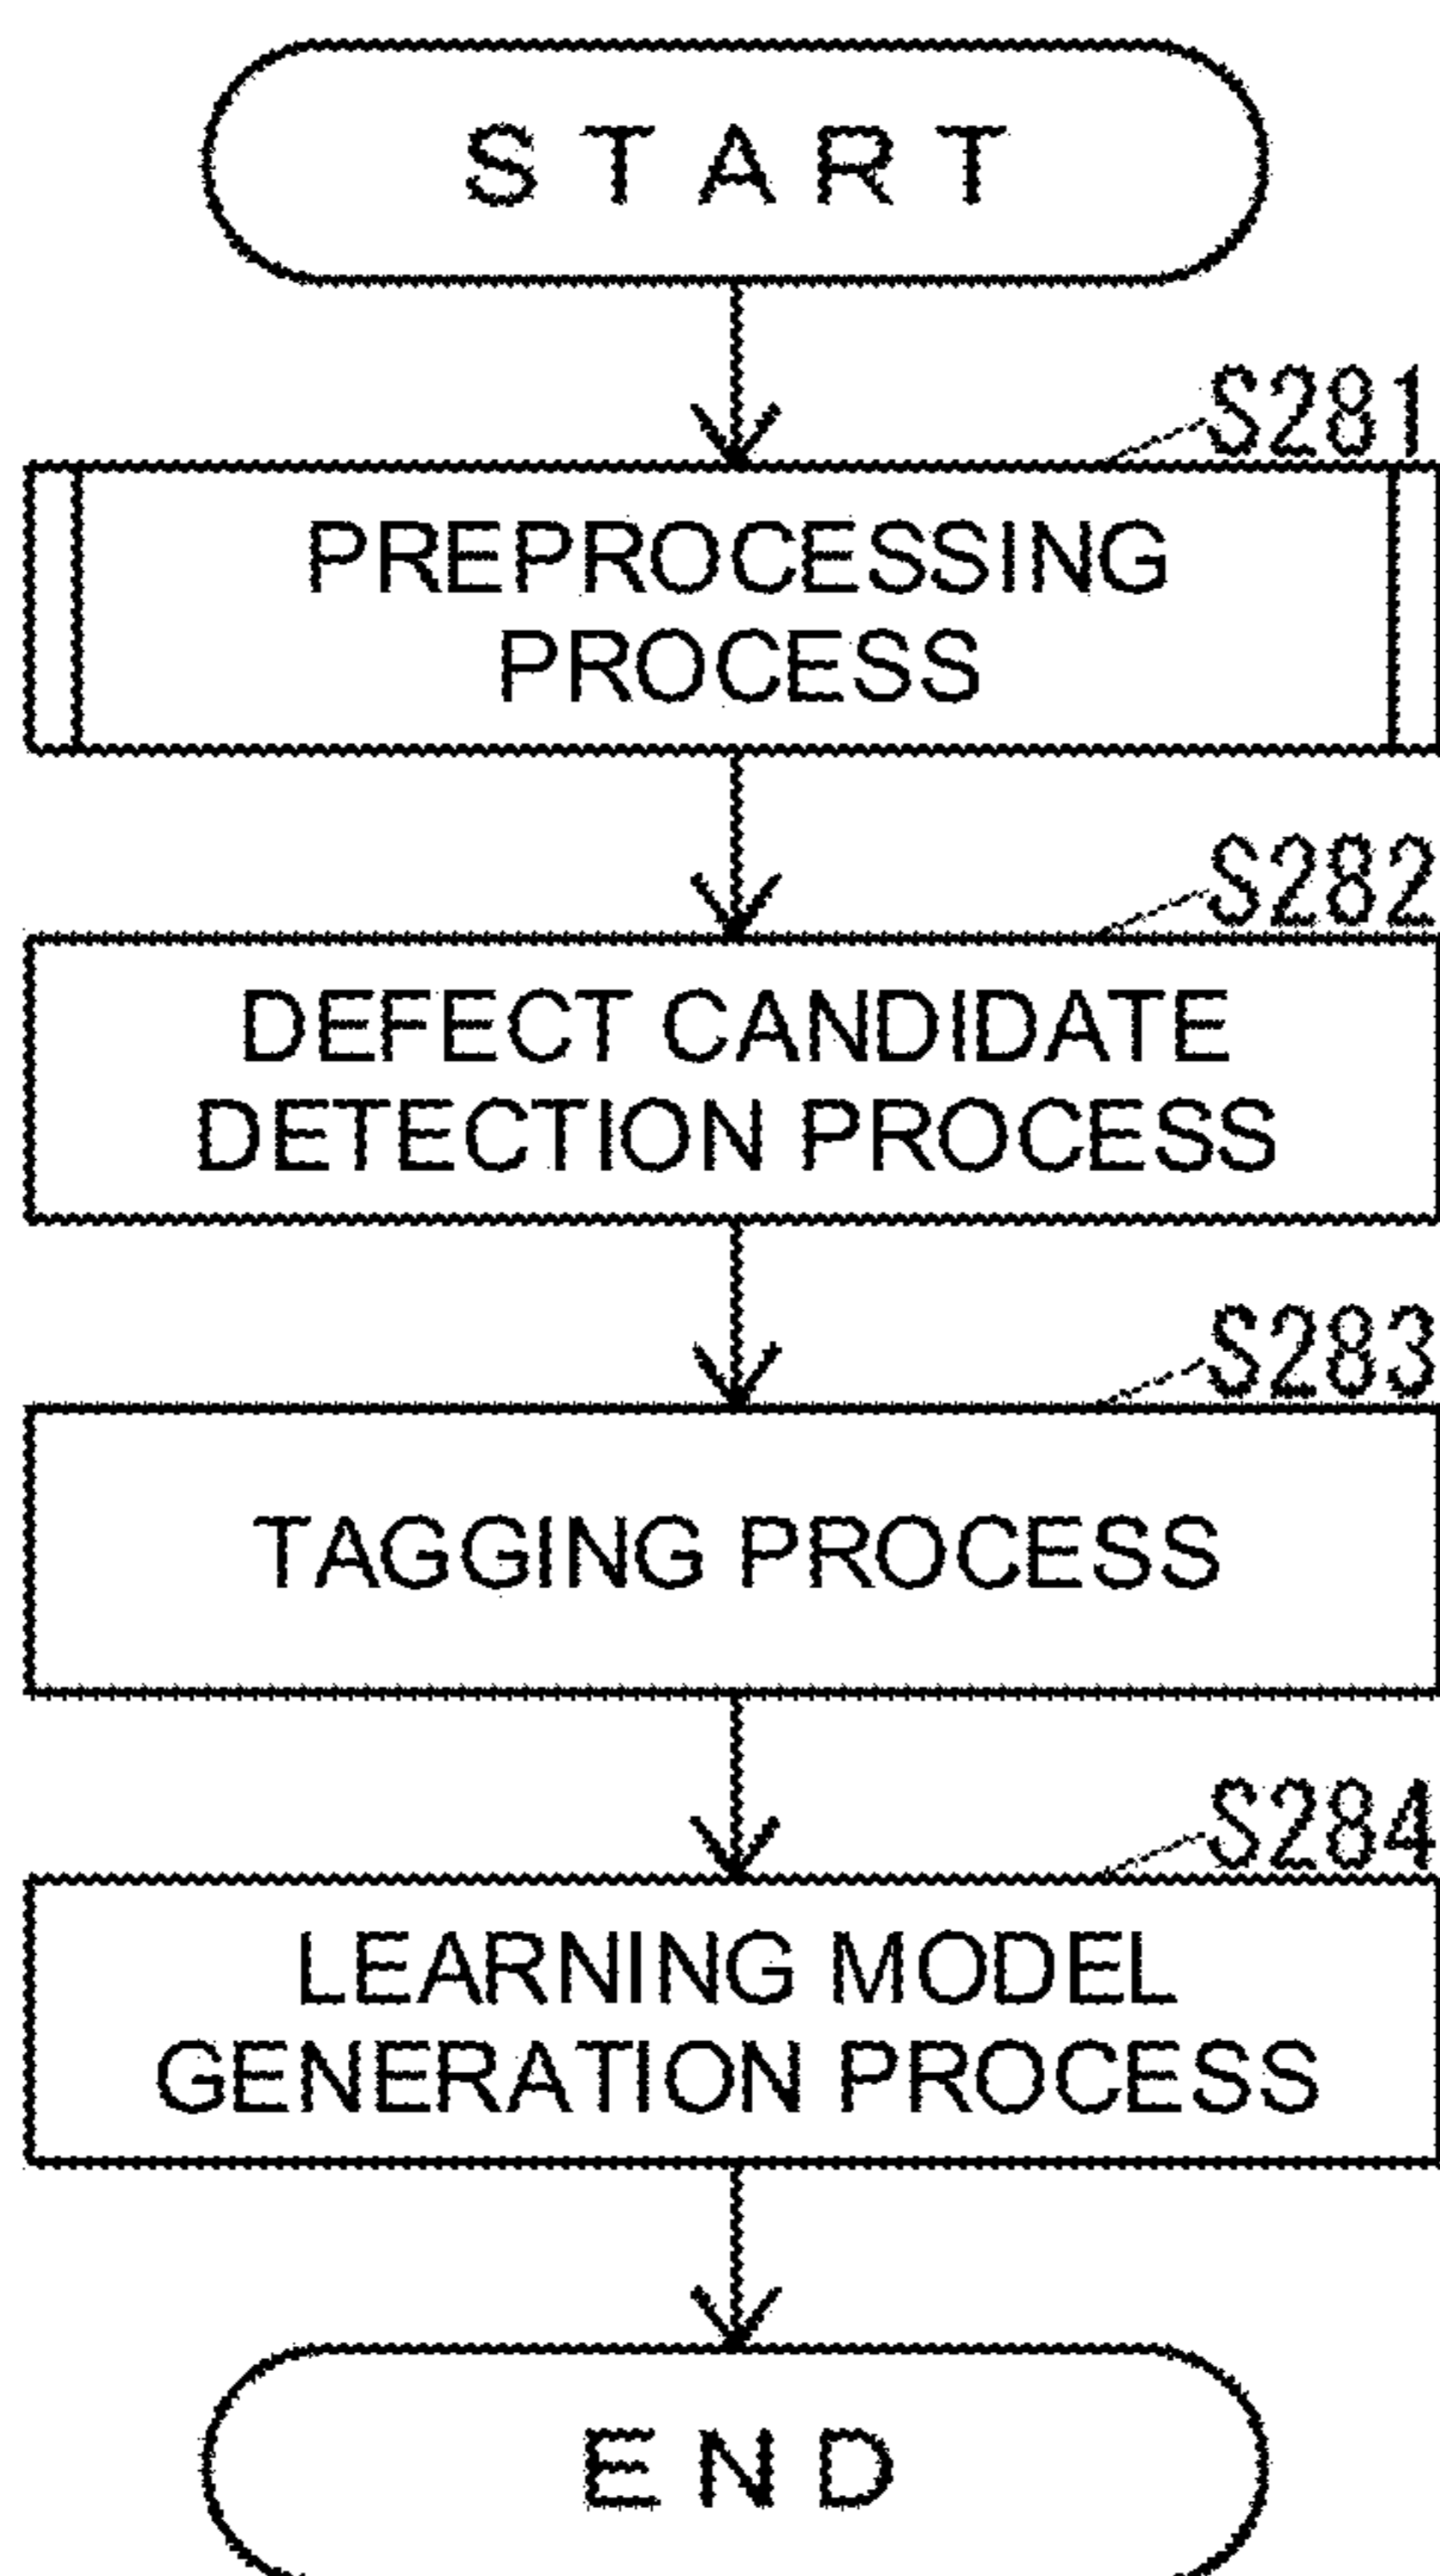 START
S281
PREPROCESSING
PROCESS
S282
DEFECT CANDIDATE
DETECTION PROCESS
S283
TAGGING PROCESS
S284
LEARNING MODEL
GENERATION PROCESS
END